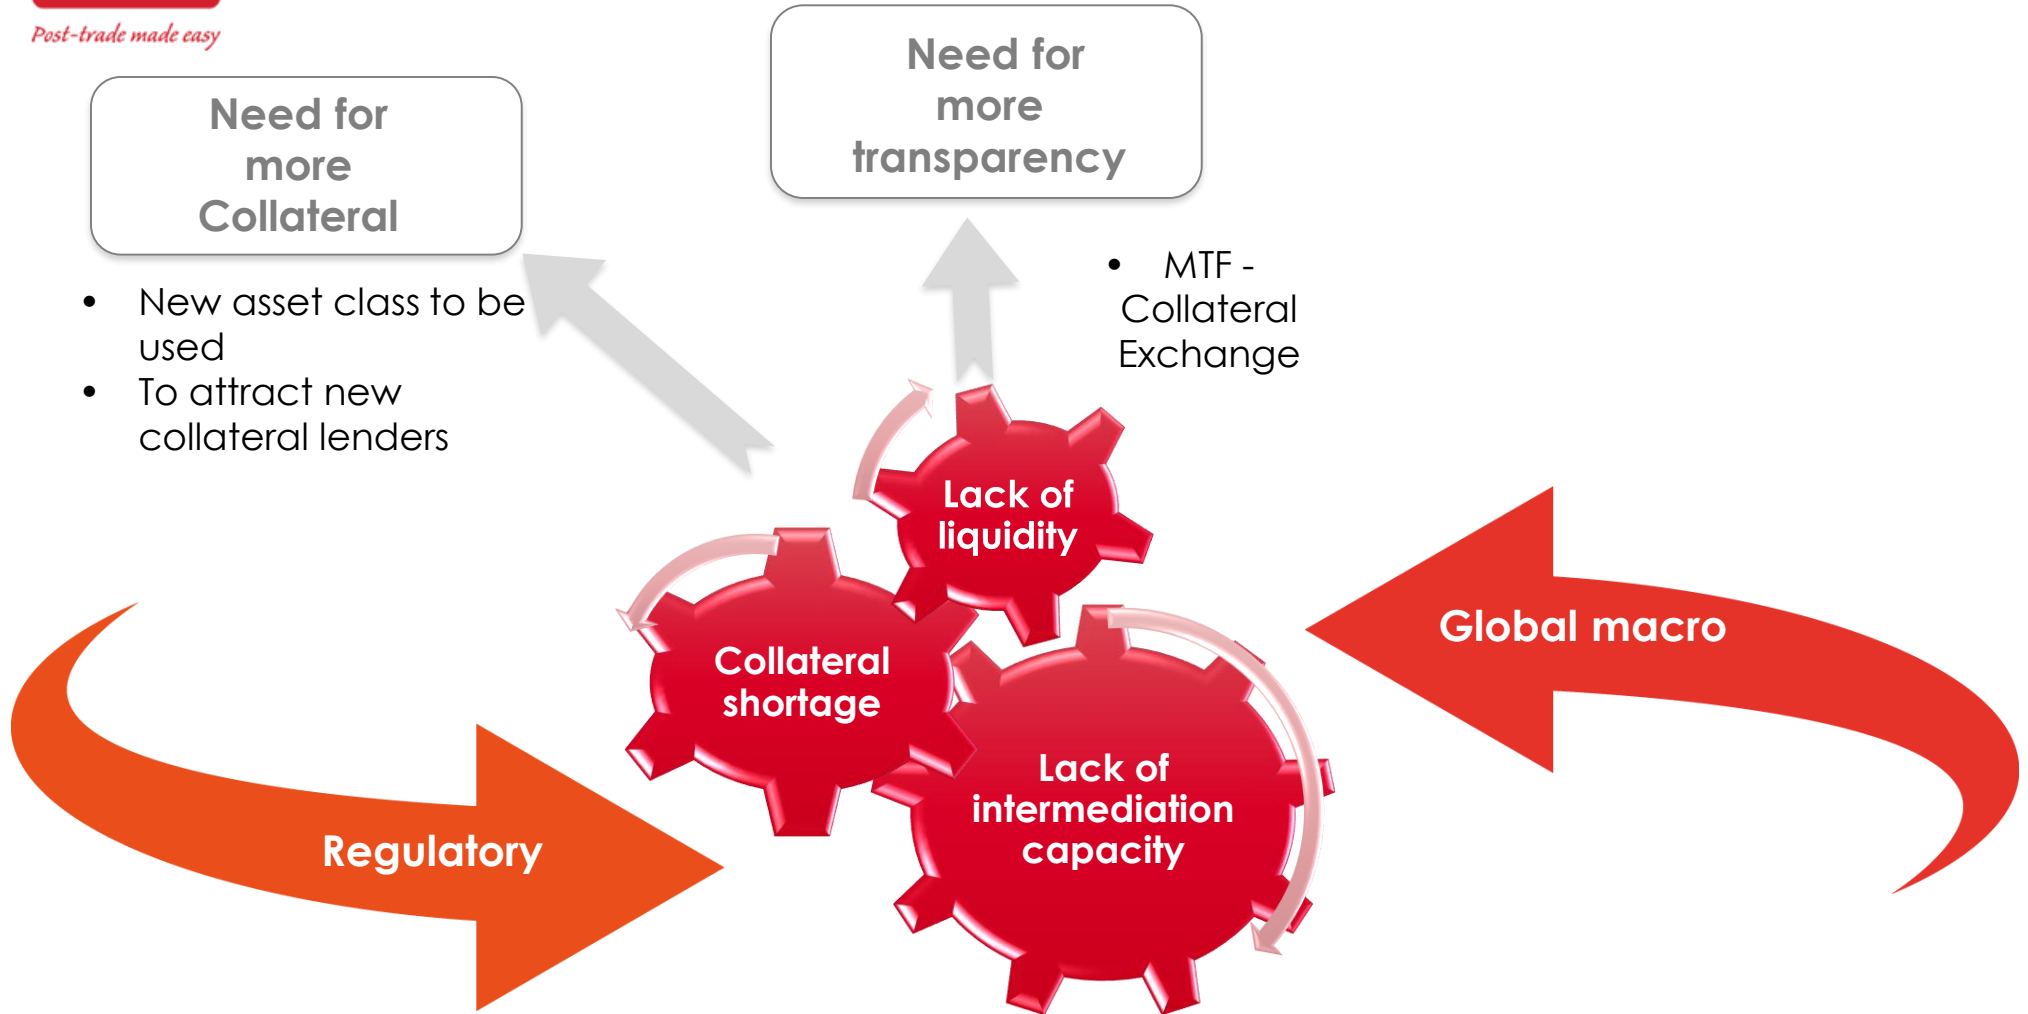 Post-trade made easy
Need for
more
Collateral
• New asset class to be
used
• To attract new
collateral lenders
Need for
more
transparency
• MTF -
Collateral
Exchange
Lack of
liquidity
Collateral
shortage
Lack of
intermediation
capacity
Global macro
Regulatory